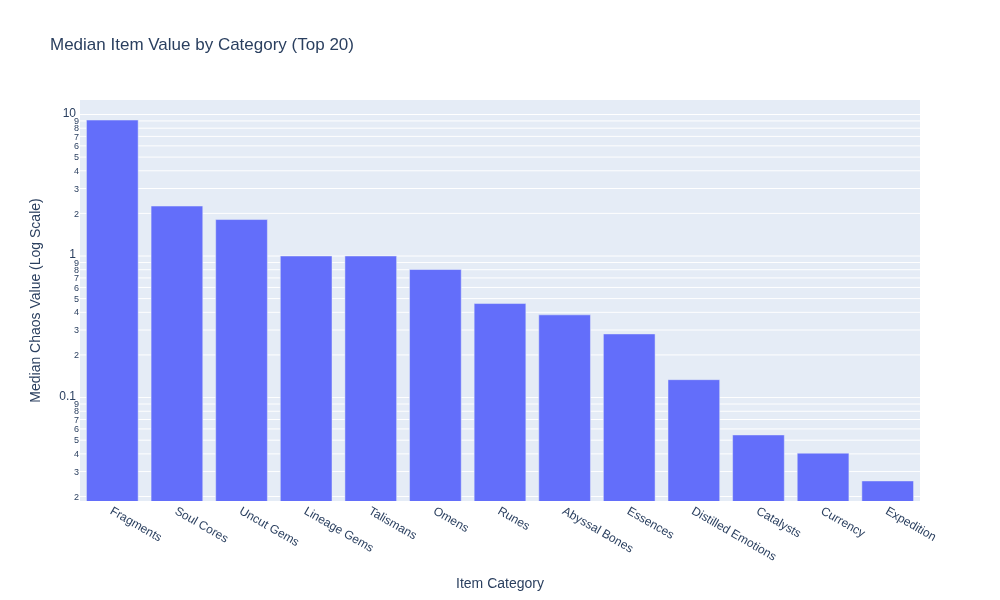 Median Item Value by Category (Top 20)
Median Chaos Value (Log Scale)
10
9
8
7
6
5
4
3
2
1
9
8
7
6
5
4
3
2
0.1
9
8
7
6
5
4
3
2
Fragments
Soul Cores
Uncut Gems
Lineage Gems
Talismans
Omens
Runes
Abyssal Bones
Essences
Distilled Emotions
Catalysts
Currency
Expedition
Item Category